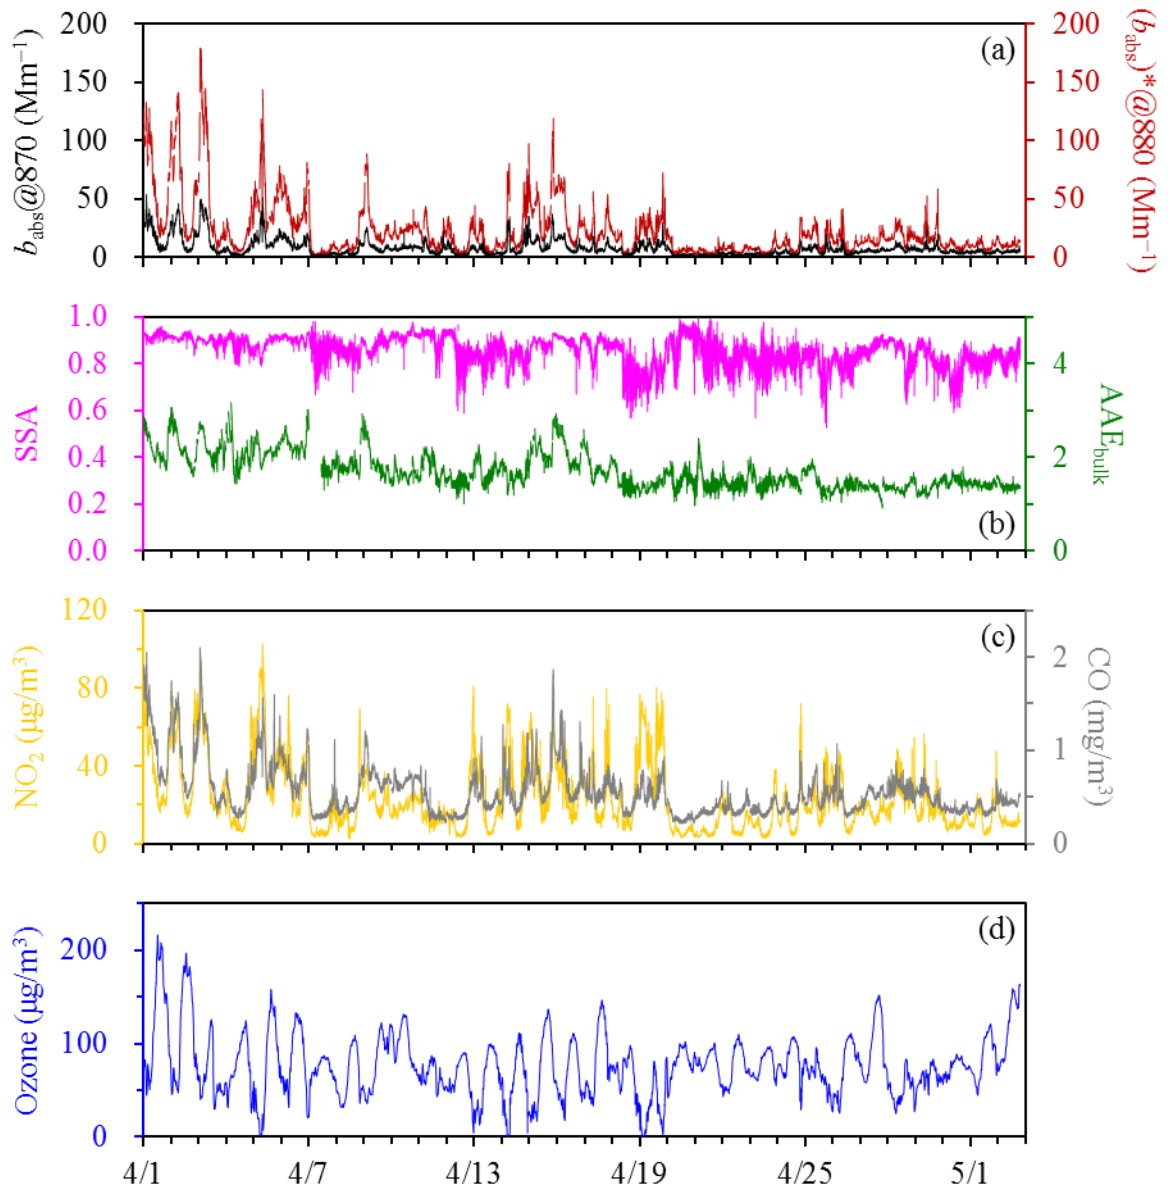 (a)
200
150
100
50
0
b_abs@870 (Mm⁻¹)
200
150
100
50
0
(b_abs)*@880 (Mm⁻¹)
1.0
0.8
0.6
0.4
0.2
0.0
SSA
4
2
0
AAE_bulk
(b)
120
80
40
0
NO₂ (μg/m³)
(c)
2
1
0
CO (mg/m³)
200
100
0
Ozone (μg/m³)
(d)
4/1 4/7 4/13 4/19 4/25 5/1